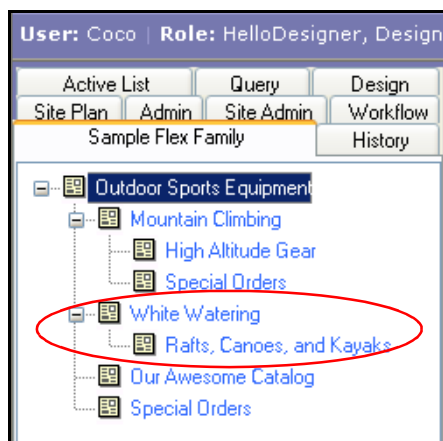 User: Coco | Role: HelloDesigner, Design
Active List Query Design
Site Plan Admin Site Admin Workflow
Sample Flex Family History
Outdoor Sports Equipment
Mountain Climbing
High Altitude Gear
Special Orders
White Watering
Rafts, Canoes, and Kayaks
Our Awesome Catalog
Special Orders